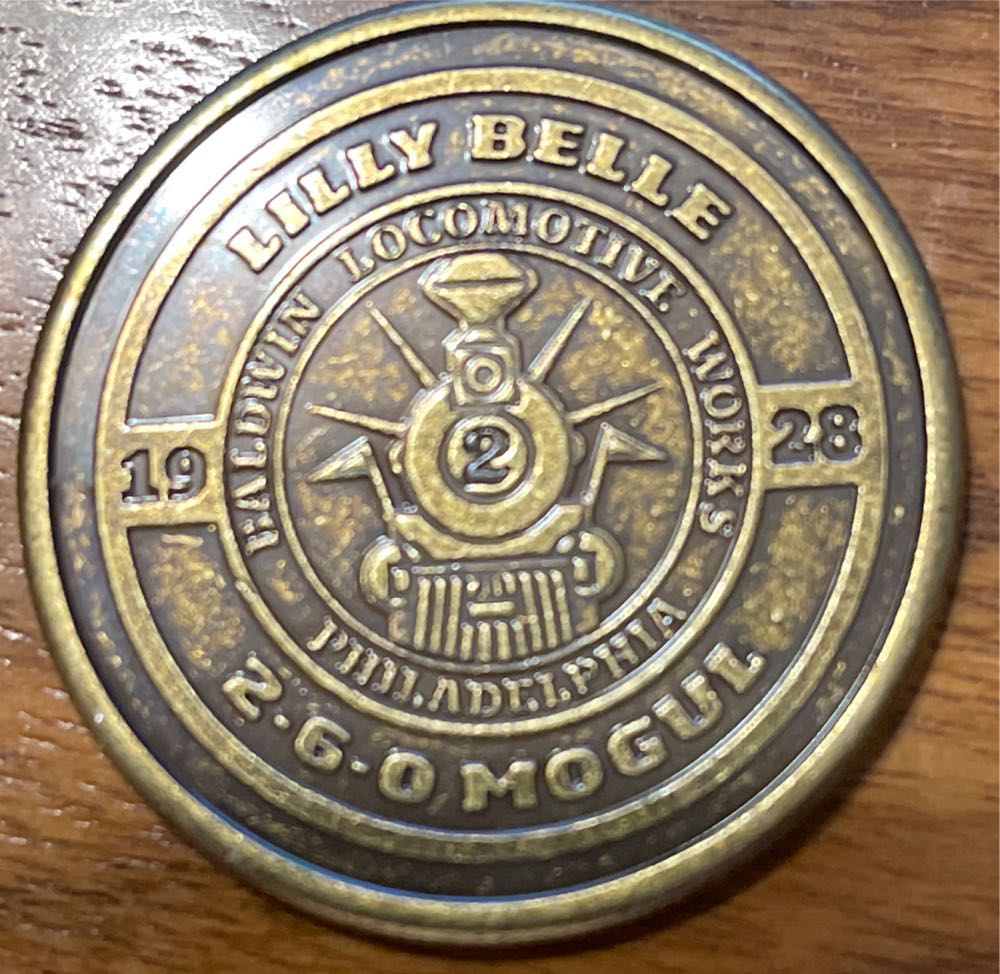 LILLY BELLE
BALDWIN LOCOMOTIVE WORKS
2
19 28
PHILADELPHIA
2-6-0 MOGUL